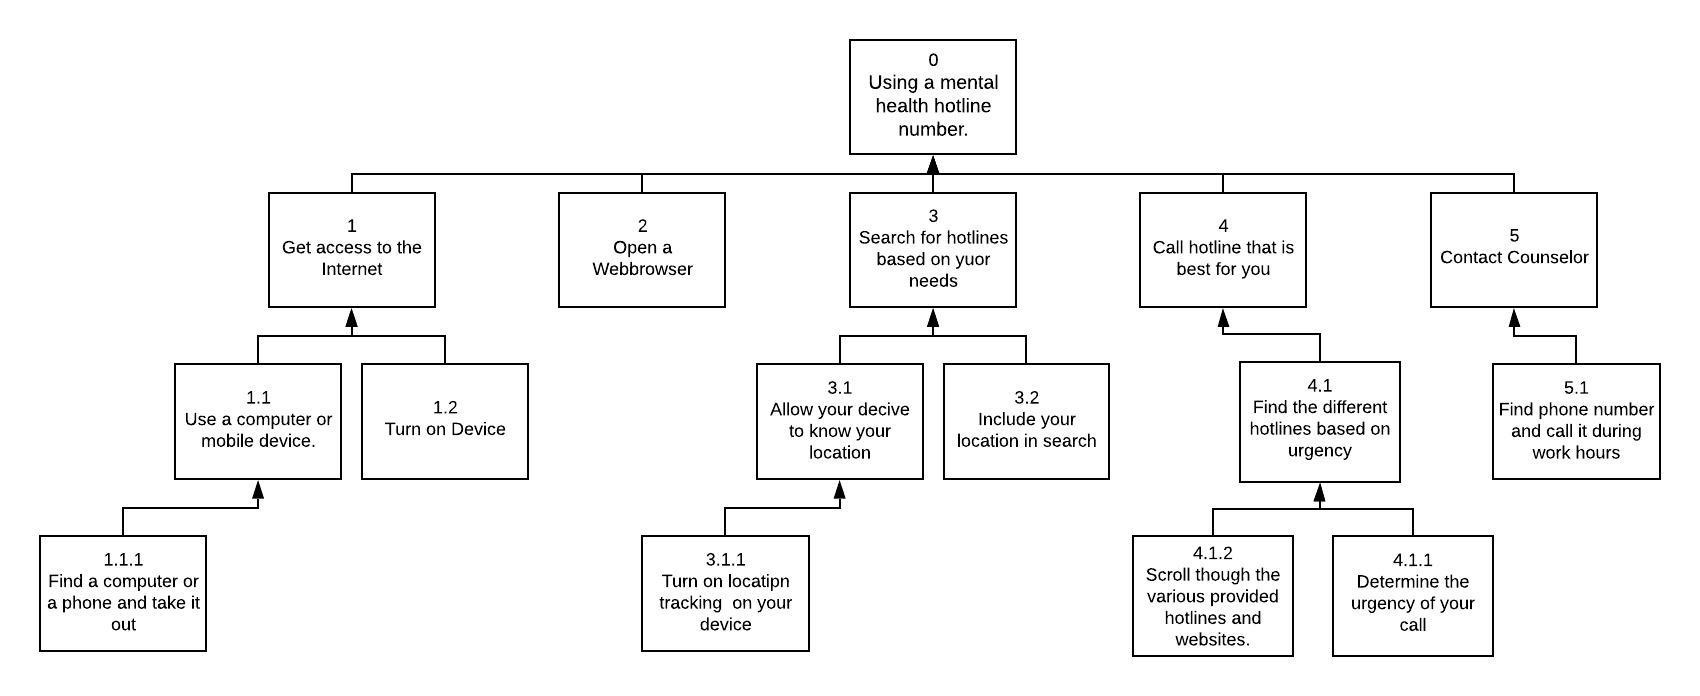 0
Using a mental
health hotline
number.
1
Get access to the
Internet
2
Open a
Webbrowser
3
Search for hotlines
based on yuor
needs
4
Call hotline that is
best for you
5
Contact Counselor
1.1
Use a computer or
mobile device.
1.2
Turn on Device
3.1
Allow your decive
to know your
location
3.2
Include your
location in search
4.1
Find the different
hotlines based on
urgency
5.1
Find phone number
and call it during
work hours
1.1.1
Find a computer or
a phone and take it
out
3.1.1
Turn on locatipn
tracking on your
device
4.1.2
Scroll though the
various provided
hotlines and
websites.
4.1.1
Determine the
urgency of your
call